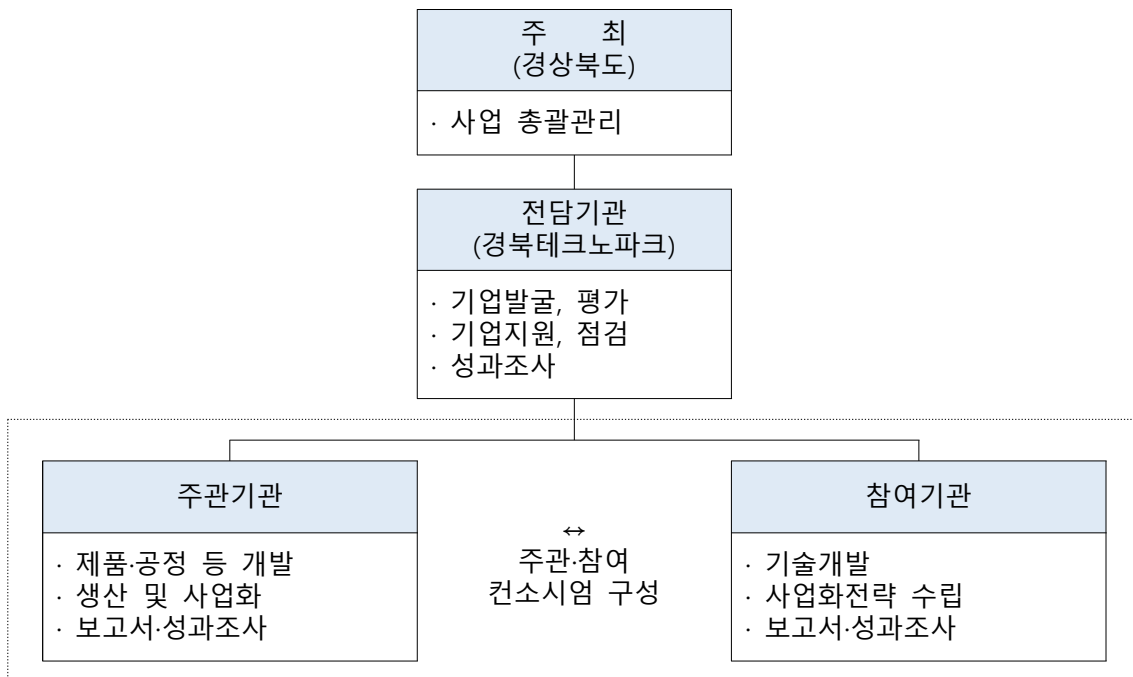 주 최
(경상북도)
· 사업 총괄관리
전담기관
(경북테크노파크)
· 기업발굴, 평가
· 기업지원, 점검
· 성과조사
주관기관
· 제품·공정 등 개발
· 생산 및 사업화
· 보고서·성과조사
↔
주관·참여
컨소시엄 구성
참여기관
· 기술개발
· 사업화전략 수립
· 보고서·성과조사